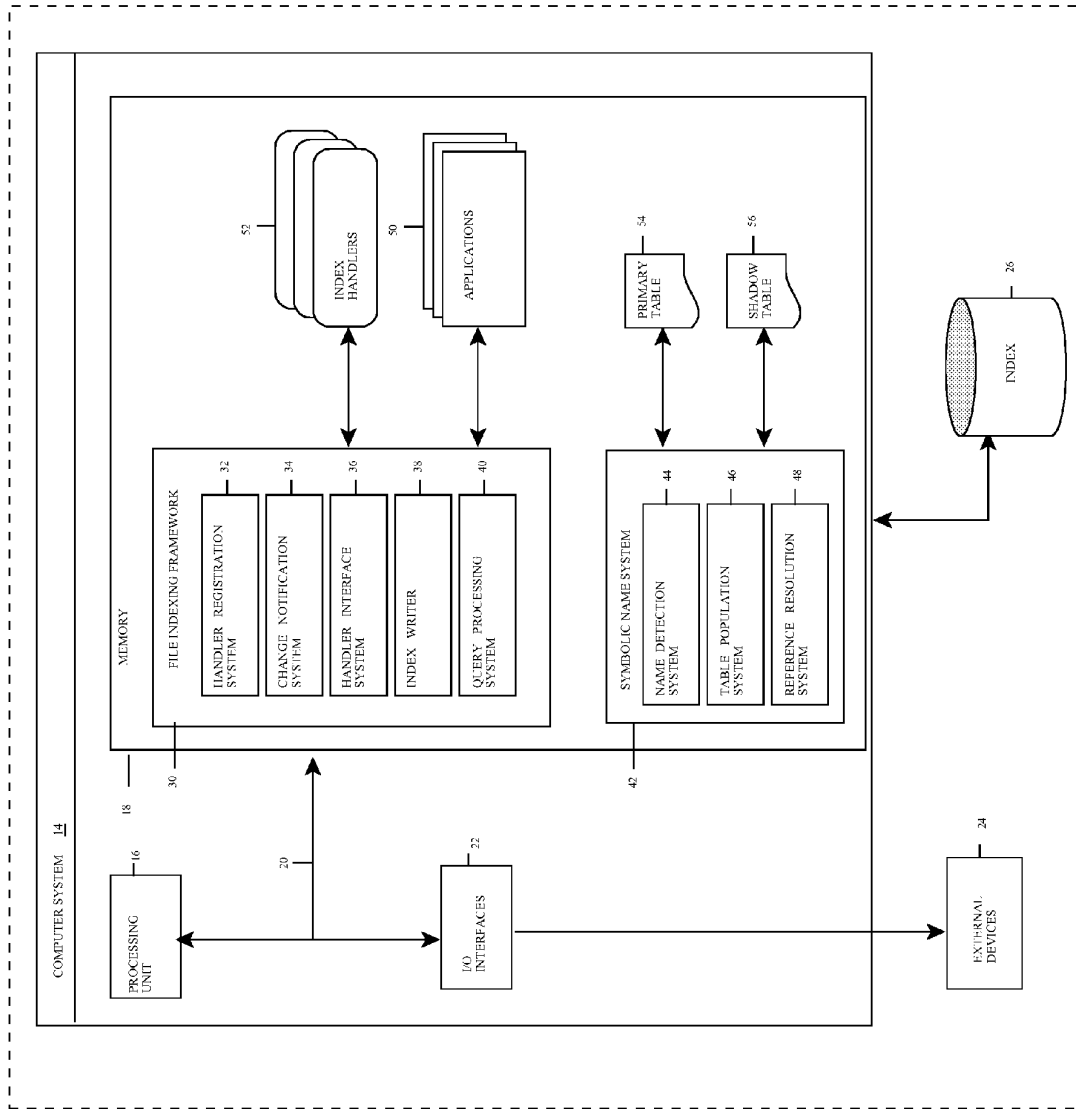 COMPUTER SYSTEM 14
PROCESSING
UNIT
16
20
I/O
INTERFACES
22
EXTERNAL
DEVICES
24
18
MEMORY
30
FILE INDEXING FRAMEWORK
HANDLER REGISTRATION
SYSTEM
32
CHANGE NOTIFICATION
SYSTEM
34
HANDLER INTERFACE
SYSTEM
36
INDEX WRITER
38
QUERY PROCESSING
SYSTEM
40
52
INDEX
HANDLERS
50
APPLICATIONS
42
SYMBOLIC NAME SYSTEM
NAME DETECTION
SYSTEM
44
TABLE POPULATION
SYSTEM
46
REFERENCE RESOLUTION
SYSTEM
48
PRIMARY
TABLE
54
SHADOW
TABLE
56
INDEX
26